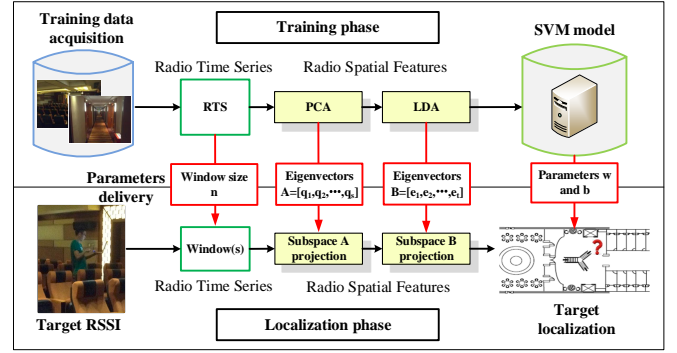 Training data
acquisition
Training phase
SVM model
Radio Time Series
Radio Spatial Features
RTS
PCA
LDA
Parameters
delivery
Window size
n
Eigenvectors
A=[q₁,q₂,···,qₛ]
Eigenvectors
B=[e₁,e₂,···,eₜ]
Parameters w
and b
Window(s)
Subspace A
projection
Subspace B
projection
?
Radio Time Series
Radio Spatial Features
Target RSSI
Localization phase
Target
localization